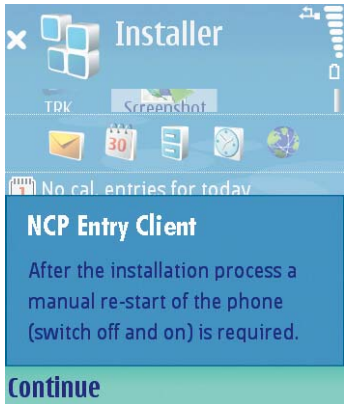 Installer
TRK Screenshot
30
1 No cal. entries for today
NCP Entry Client
After the installation process a
manual re-start of the phone
(switch off and on) is required.
Continue